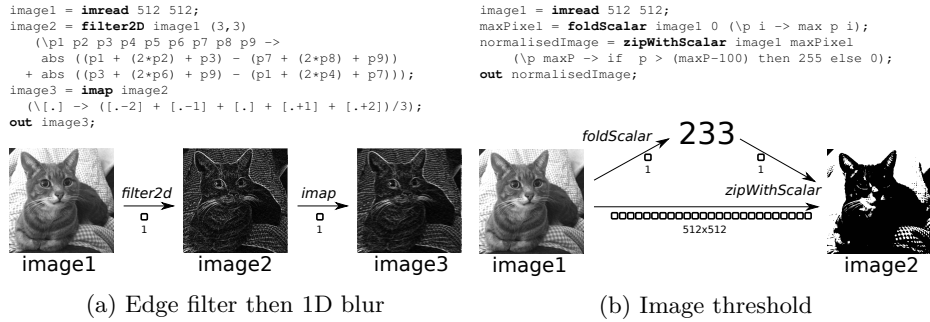 image1 = imread 512 512;
image2 = filter2D image1 (3,3)
(\p1 p2 p3 p4 p5 p6 p7 p8 p9 ->
abs ((p1 + (2*p2) + p3) - (p7 + (2*p8) + p9))
+ abs ((p3 + (2*p6) + p9) - (p1 + (2*p4) + p7)));
image3 = imap image2
(\[.] -> ([.-2] + [.-1] + [.] + [.+1] + [.+2])/3);
out image3;
filter2d
1
imap
1
image1
image2
image3
(a) Edge filter then 1D blur
image1 = imread 512 512;
maxPixel = foldScalar image1 0 (\p i -> max p i);
normalisedImage = zipWithScalar image1 maxPixel
(\p maxP -> if p > (maxP-100) then 255 else 0);
out normalisedImage;
foldScalar
233
1
1
zipWithScalar
512x512
image1
image2
(b) Image threshold